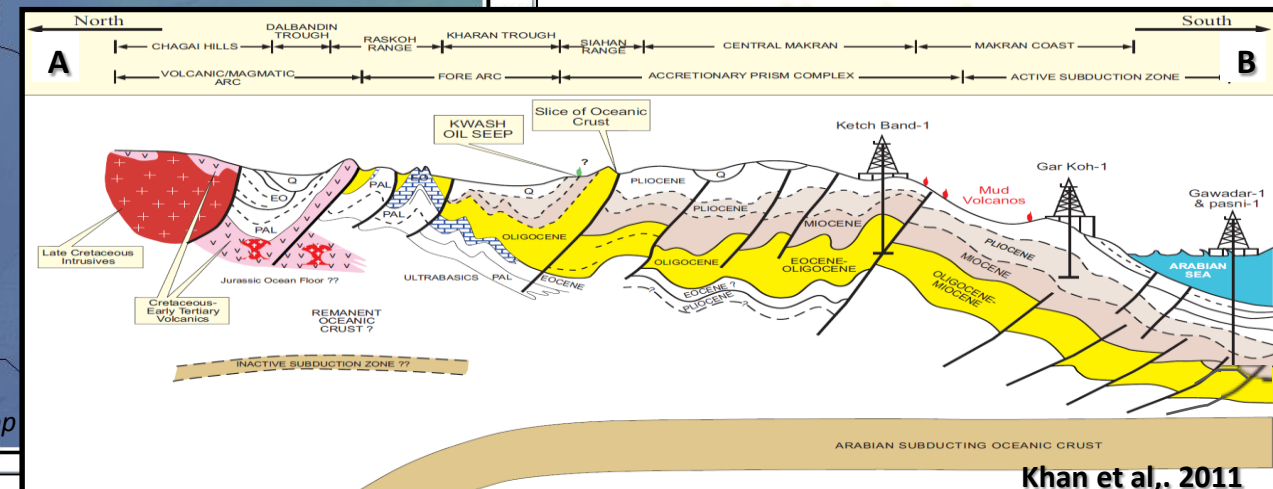 North
South
A
B
DALBANDIN
TROUGH
CHAGAI HILLS
RASKOH
RANGE
KHARAN TROUGH
SIAHAN
RANGE
CENTRAL MAKRAN
MAKRAN COAST
VOLCANIC/MAGMATIC
ARC
FORE ARC
ACCRETIONARY PRISM COMPLEX
ACTIVE SUBDUCTION ZONE
KWASH
OIL SEEP
Slice of Oceanic
Crust
Ketch Band-1
Gar Koh-1
Gawadar-1
& pasni-1
Mud
Volcanos
?
Q
EO
PAL
PAL
PAL
EO
Q
OLIGOCENE
PLIOCENE
Q
PLIOCENE
MIOCENE
OLIGOCENE
EOCENE-
OLIGOCENE
PLIOCENE
MIOCENE
OLIGOCENE-
MIOCENE
ARABIAN
SEA
Late Cretaceous
Intrusives
Jurassic Ocean Floor ??
ULTRABASICS
PAL
EOCENE
EOCENE ?
PLIOCENE
?
?
Cretaceous-
Early Tertiary
Volcanics
REMANENT
OCEANIC
CRUST ?
INACTIVE SUBDUCTION ZONE ??
ARABIAN SUBDUCTING OCEANIC CRUST
Khan et al,. 2011